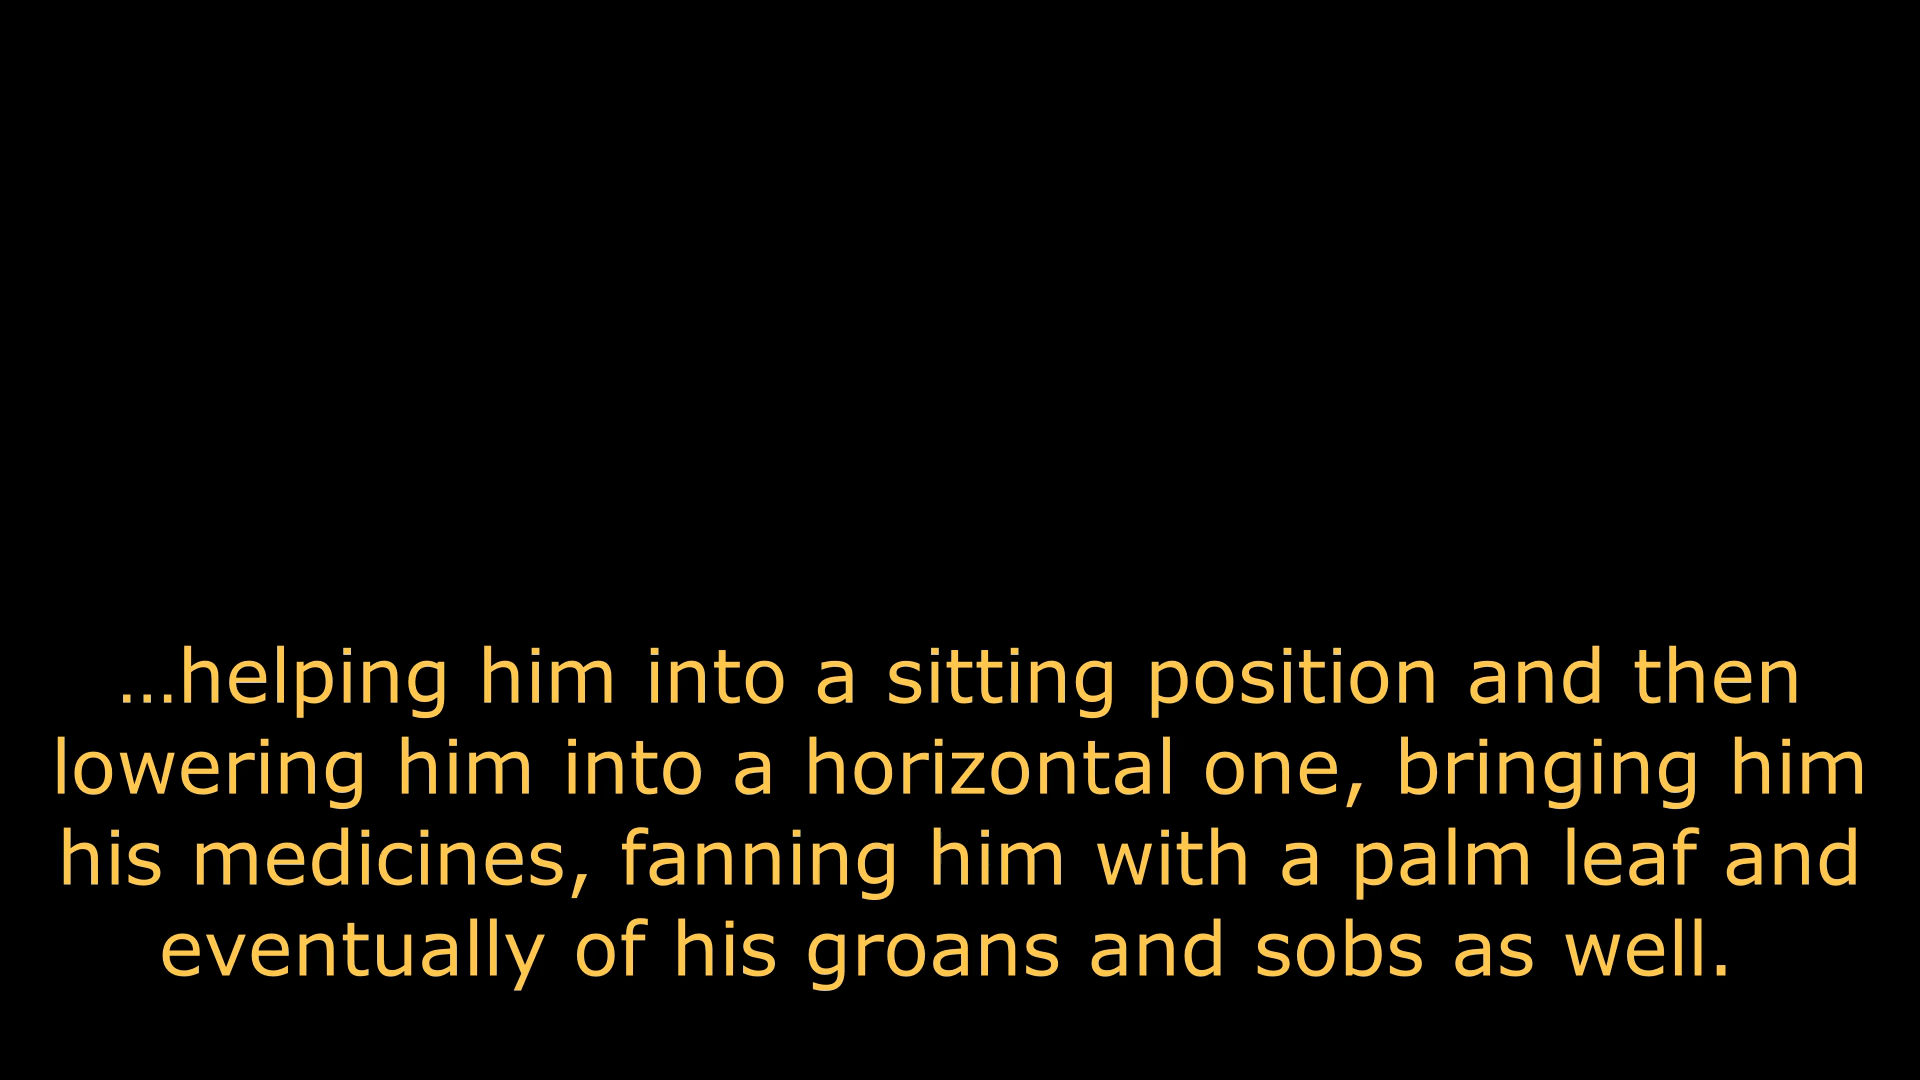 …helping him into a sitting position and then
lowering him into a horizontal one, bringing him
his medicines, fanning him with a palm leaf and
eventually of his groans and sobs as well.